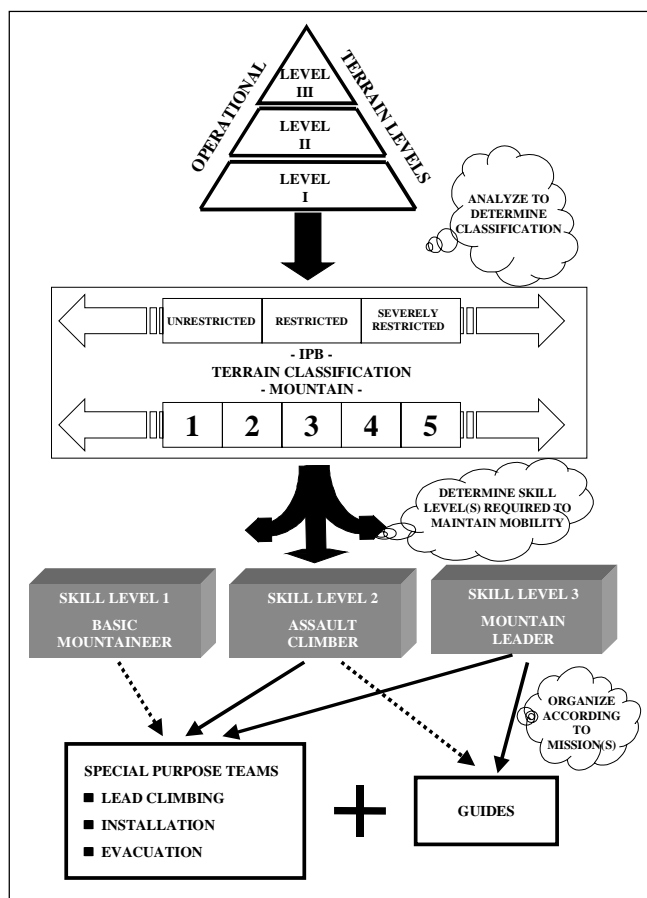 OPERATIONAL
TERRAIN LEVELS
LEVEL
III
LEVEL
II
LEVEL
I
ANALYZE TO
DETERMINE
CLASSIFICATION
UNRESTRICTED
RESTRICTED
SEVERELY
RESTRICTED
- IPB -
TERRAIN CLASSIFICATION
- MOUNTAIN -
1 2 3 4 5
DETERMINE SKILL
LEVEL(S) REQUIRED TO
MAINTAIN MOBILITY
SKILL LEVEL 1
BASIC
MOUNTAINEER
SKILL LEVEL 2
ASSAULT
CLIMBER
SKILL LEVEL 3
MOUNTAIN
LEADER
ORGANIZE
ACCORDING
TO
MISSION(S)
SPECIAL PURPOSE TEAMS
■ LEAD CLIMBING
■ INSTALLATION
■ EVACUATION
+
GUIDES